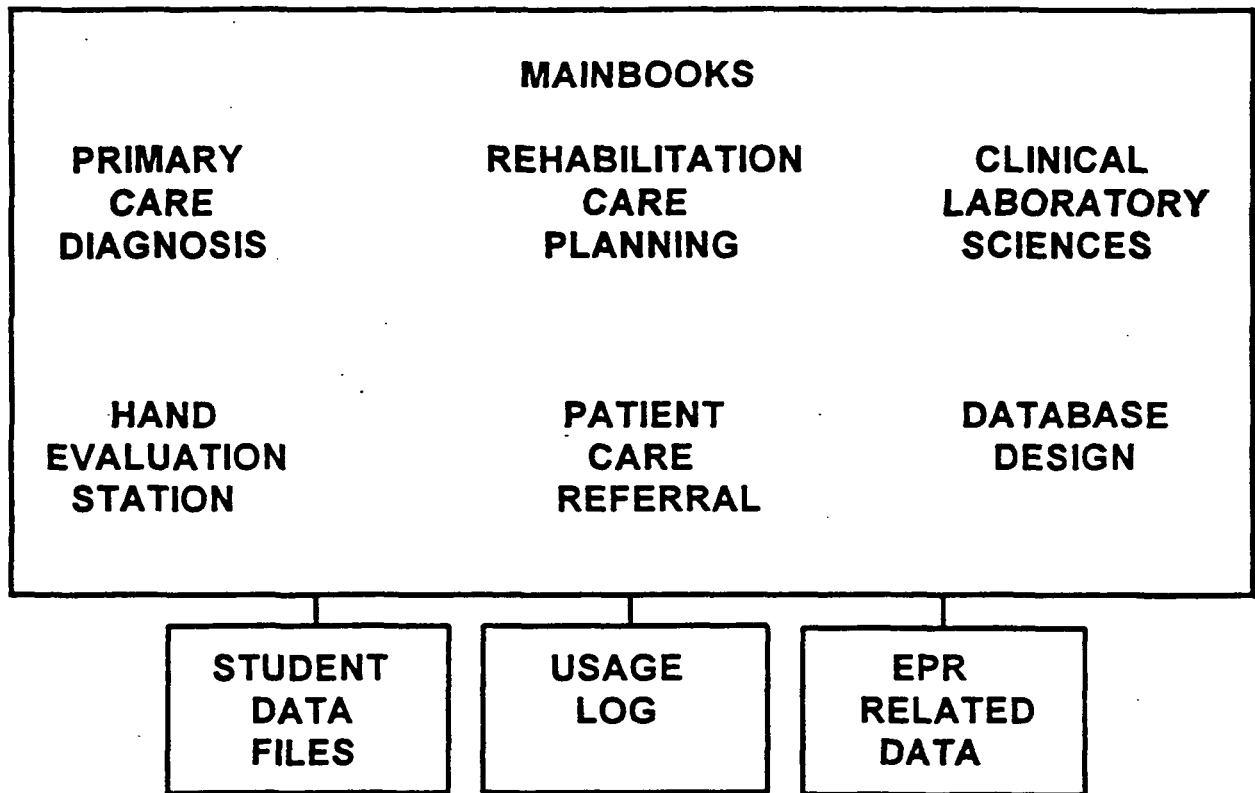 MAINBOOKS
PRIMARY
CARE
DIAGNOSIS
REHABILITATION
CARE
PLANNING
CLINICAL
LABORATORY
SCIENCES
HAND
EVALUATION
STATION
PATIENT
CARE
REFERRAL
DATABASE
DESIGN
STUDENT
DATA
FILES
USAGE
LOG
EPR
RELATED
DATA